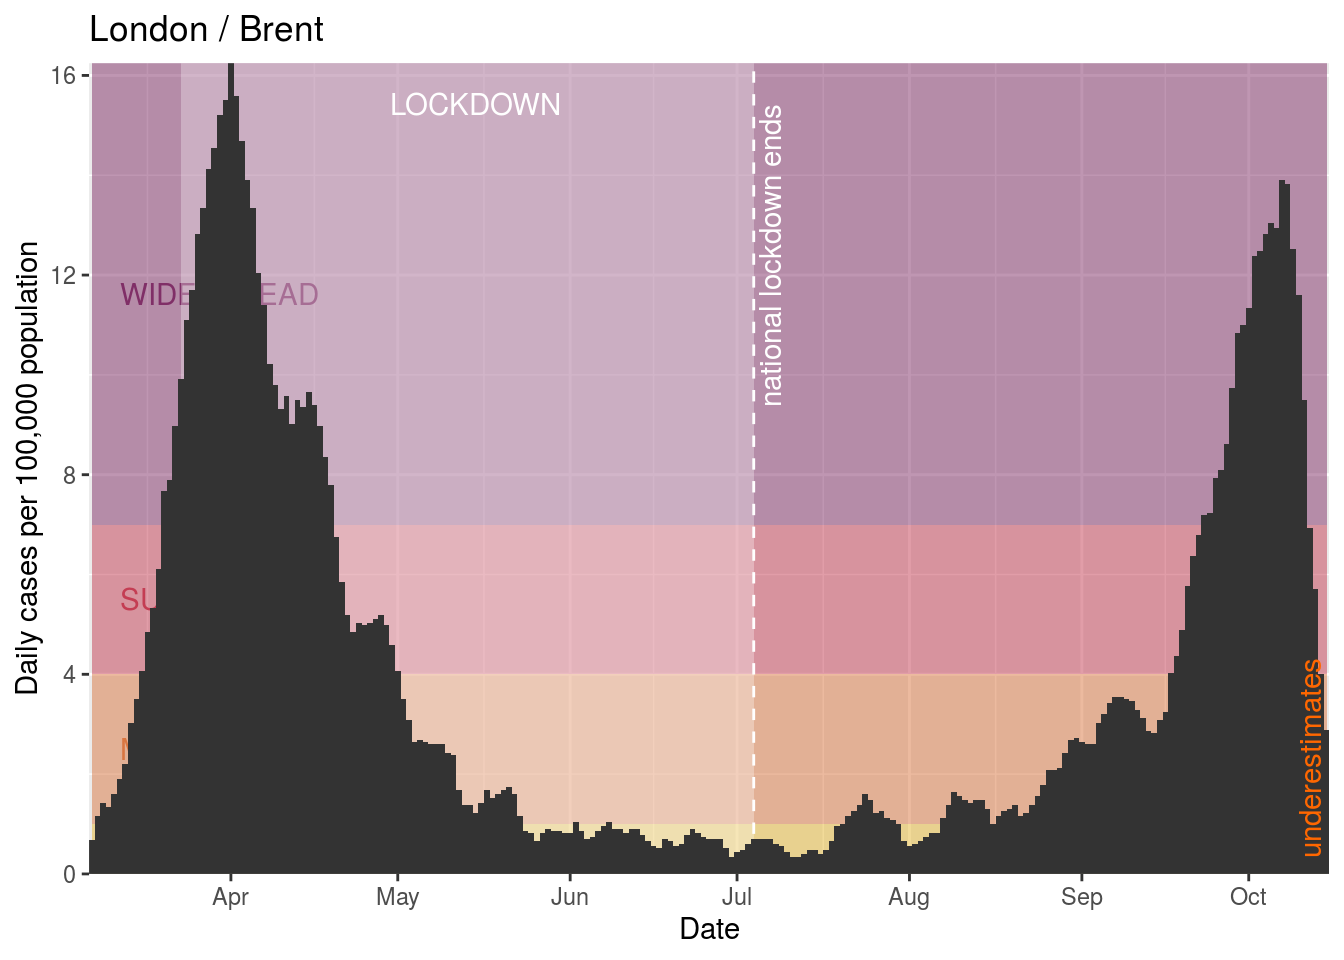 London / Brent
Daily cases per 100,000 population
16
12
8
4
0
LOCKDOWN
national lockdown ends
underestimates
Apr
May
Jun
Jul
Aug
Sep
Oct
Date